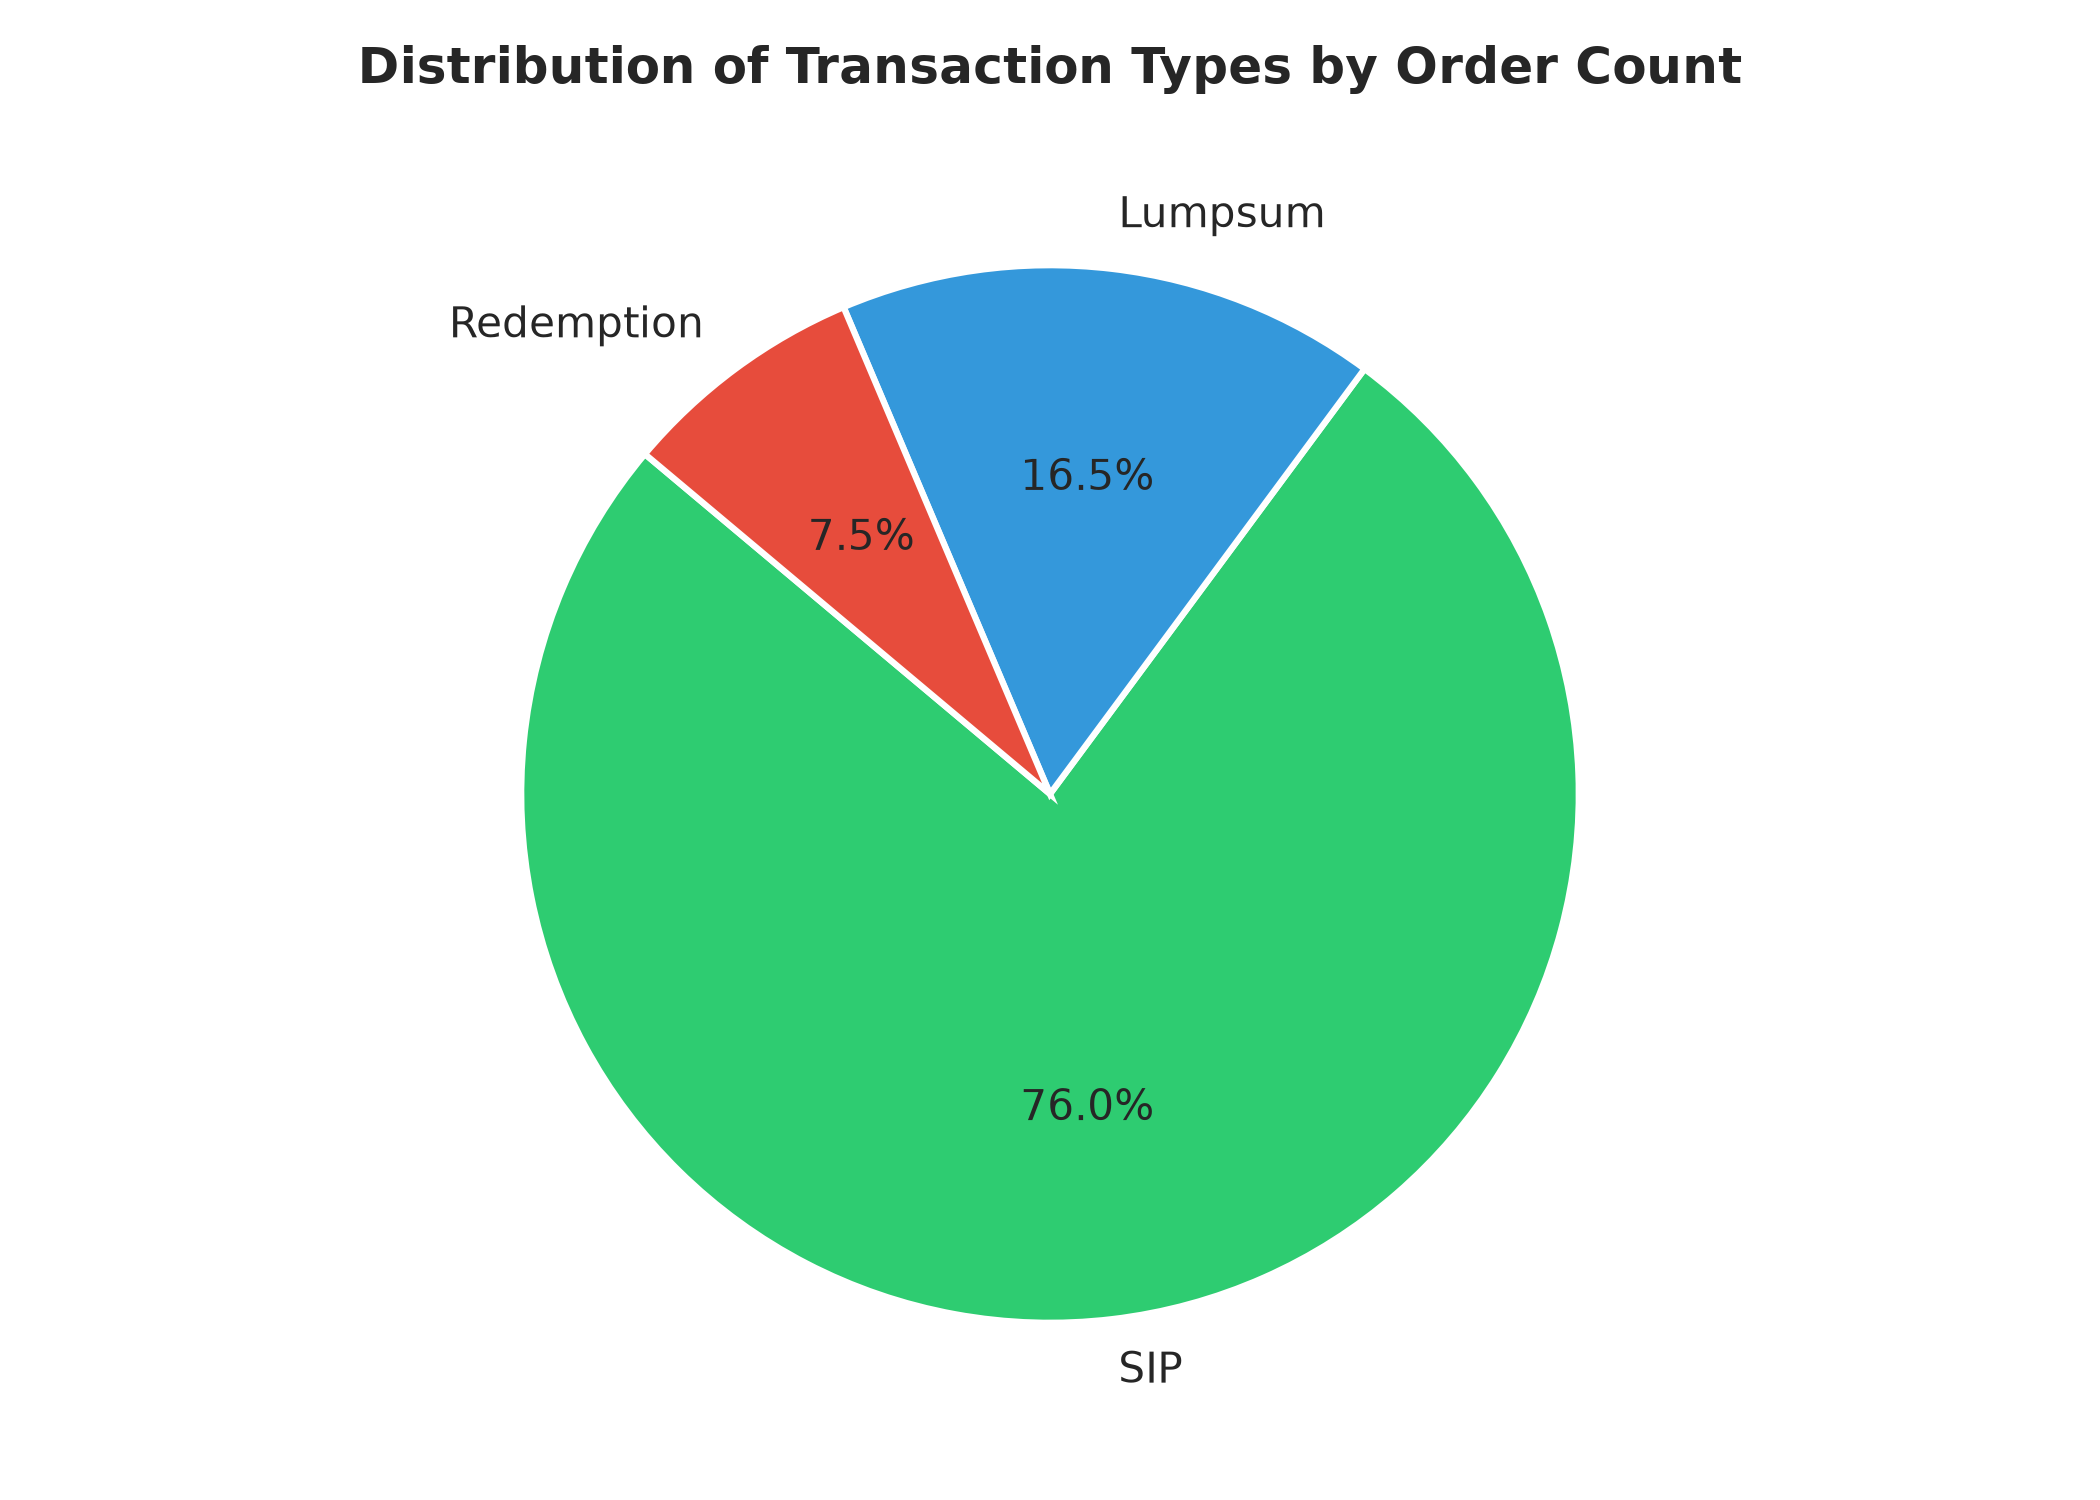 Distribution of Transaction Types by Order Count
Lumpsum
Redemption
16.5%
7.5%
76.0%
SIP